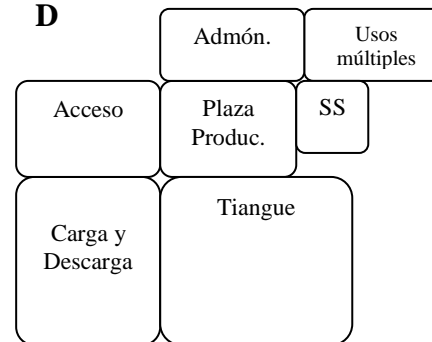 D
Admón.
Usos
múltiples
Acceso
Plaza
Produc.
SS
Carga y
Descarga
Tiangue